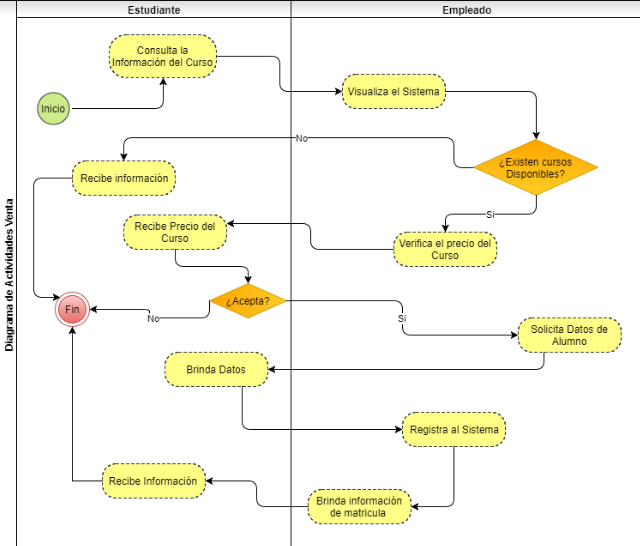 Estudiante
Empleado
Diagrama de Actividades Venta
Consulta la
Información del Curso
Inicio
Visualiza el Sistema
No
¿Existen cursos
Disponibles?
Recibe información
Si
Recibe Precio del
Curso
Verifica el precio del
Curso
¿Acepta?
Fin
No
Si
Solicita Datos de
Alumno
Brinda Datos
Registra al Sistema
Recibe Información
Brinda información
de matricula